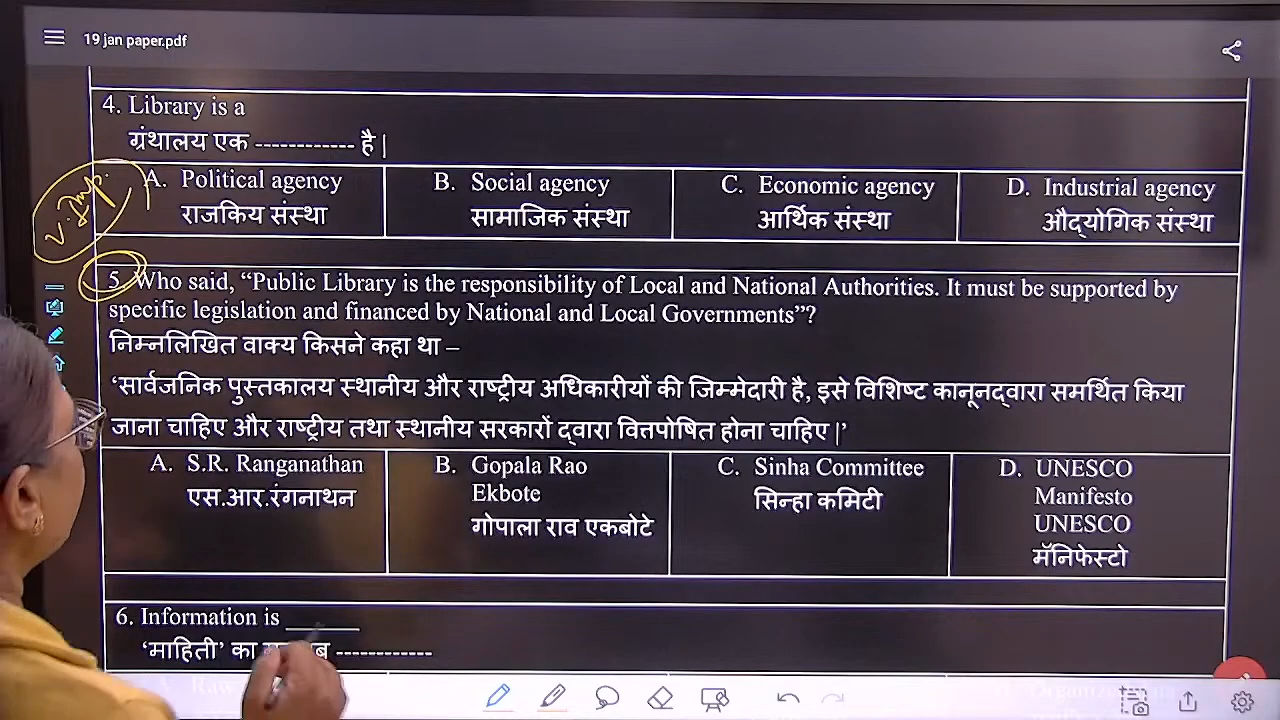 19 jan paper.pdf
4. Library is a
ग्रंथालय एक ------------ है |
V. Imp.
A. Political agency
राजकिय संस्था
B. Social agency
सामाजिक संस्था
C. Economic agency
आर्थिक संस्था
D. Industrial agency
औद्योगिक संस्था
5. Who said, “Public Library is the responsibility of Local and National Authorities. It must be supported by
specific legislation and financed by National and Local Governments”?
निम्नलिखित वाक्य किसने कहा था –
‘सार्वजनिक पुस्तकालय स्थानीय और राष्ट्रीय अधिकारीयों की जिम्मेदारी है, इसे विशिष्ट कानूनद्वारा समर्थित किया
जाना चाहिए और राष्ट्रीय तथा स्थानीय सरकारों द्वारा वित्तपोषित होना चाहिए |’
A. S.R. Ranganathan
एस.आर.रंगनाथन
B. Gopala Rao
Ekbote
गोपाला राव एकबोटे
C. Sinha Committee
सिन्हा कमिटी
D. UNESCO
Manifesto
UNESCO
मॅनिफेस्टो
6. Information is ______
‘माहिती’ का ------------